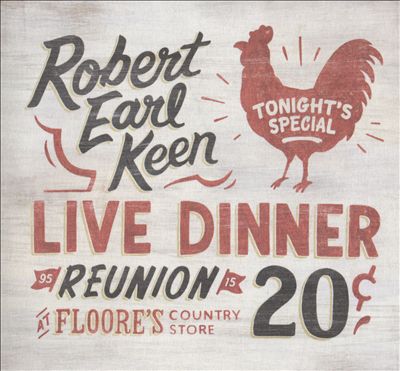 Robert
Earl
Keen
TONIGHT'S
SPECIAL
LIVE DINNER
95 REUNION 15
20¢
AT FLOORE'S COUNTRY
STORE